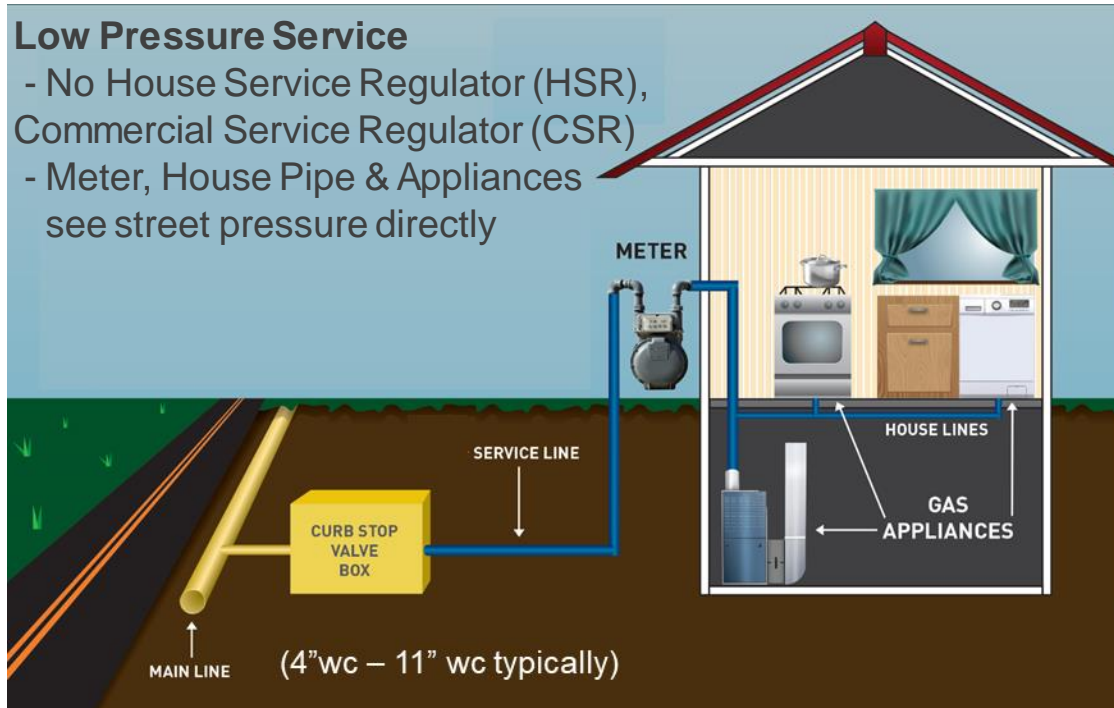 Low Pressure Service
- No House Service Regulator (HSR),
Commercial Service Regulator (CSR)
- Meter, House Pipe & Appliances
see street pressure directly
METER
HOUSE LINES
SERVICE LINE
GAS
APPLIANCES
CURB STOP
VALVE
BOX
MAIN LINE
(4”wc – 11” wc typically)